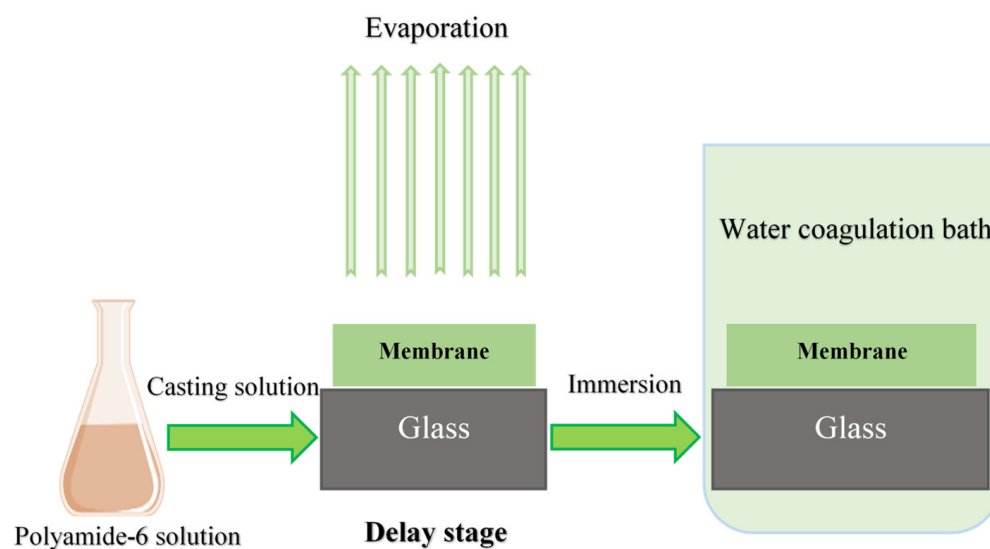 Evaporation
Water coagulation bath
Membrane
Membrane
Casting solution
Immersion
Glass
Glass
Polyamide-6 solution
Delay stage